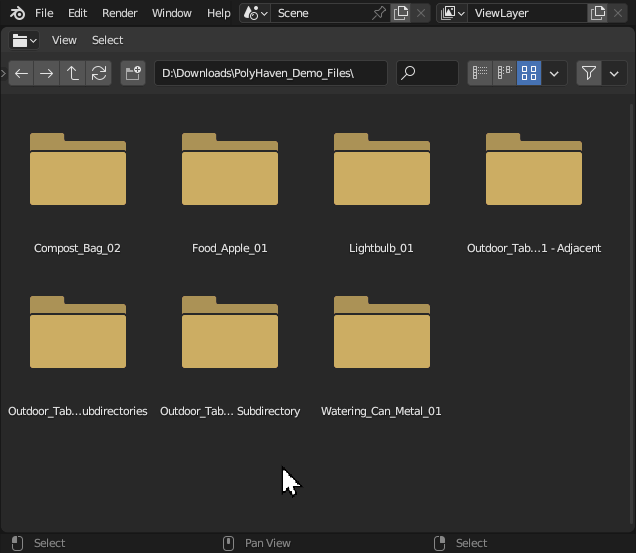 File Edit Render Window Help Scene ViewLayer
View Select
D:\Downloads\PolyHaven_Demo_Files\
Compost_Bag_02 Food_Apple_01 Lightbulb_01 Outdoor_Tab...1 - Adjacent
Outdoor_Tab...ubdirectories Outdoor_Tab... Subdirectory Watering_Can_Metal_01
Select Pan View Select